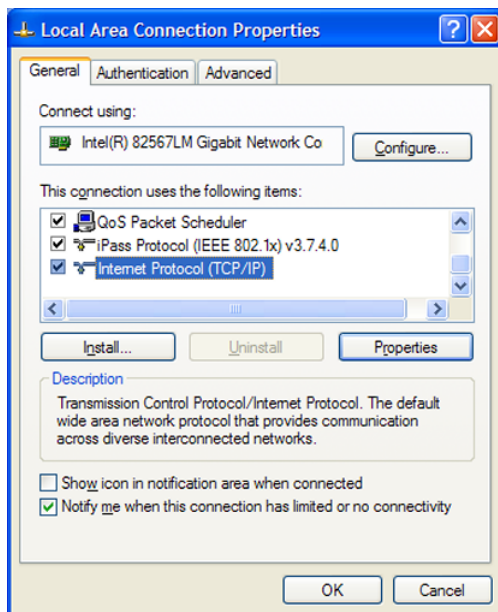 Local Area Connection Properties
General Authentication Advanced
Connect using:
Intel(R) 82567LM Gigabit Network Co
Configure...
This connection uses the following items:
QoS Packet Scheduler
iPass Protocol (IEEE 802.1x) v3.7.4.0
Internet Protocol (TCP/IP)
Install... Uninstall Properties
Description
Transmission Control Protocol/Internet Protocol. The default
wide area network protocol that provides communication
across diverse interconnected networks.
Show icon in notification area when connected
Notify me when this connection has limited or no connectivity
OK Cancel